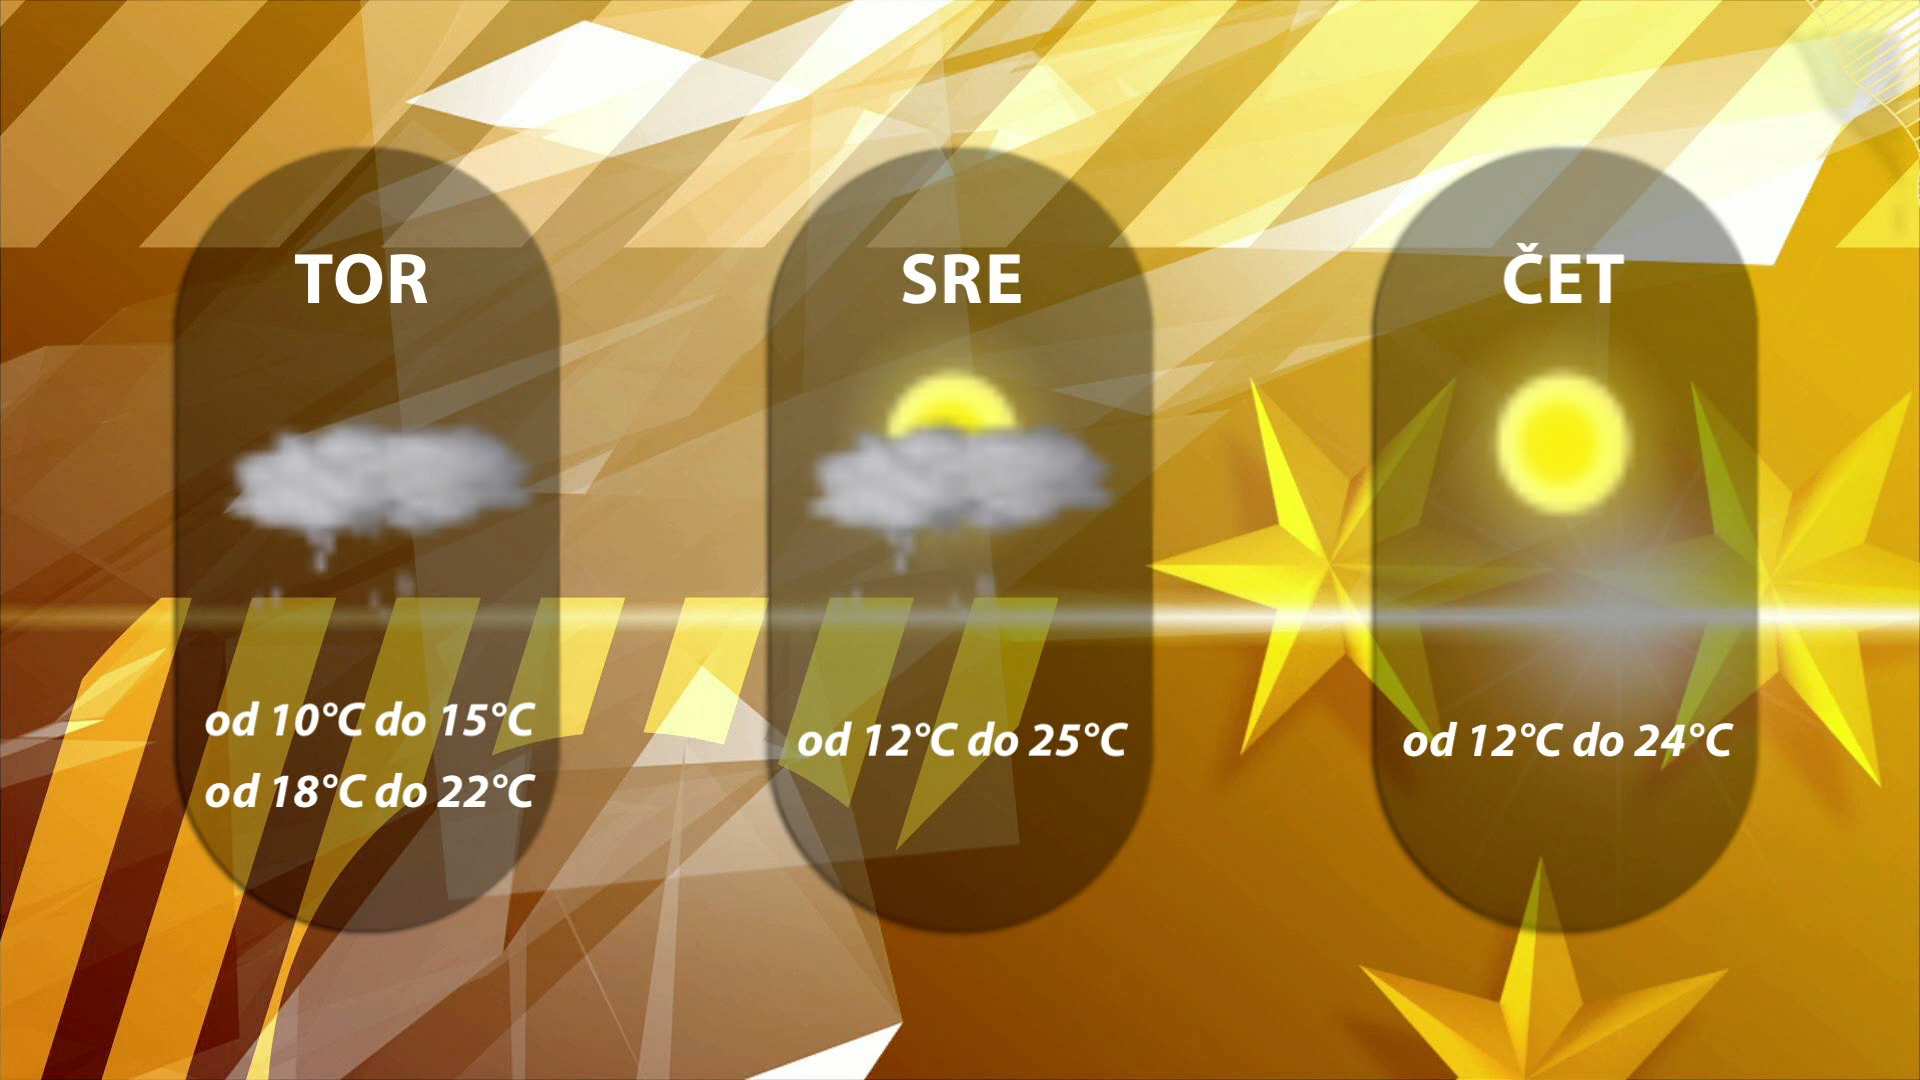 TOR
od 10°C do 15°C
od 18°C do 22°C
SRE
od 12°C do 25°C
ČET
od 12°C do 24°C